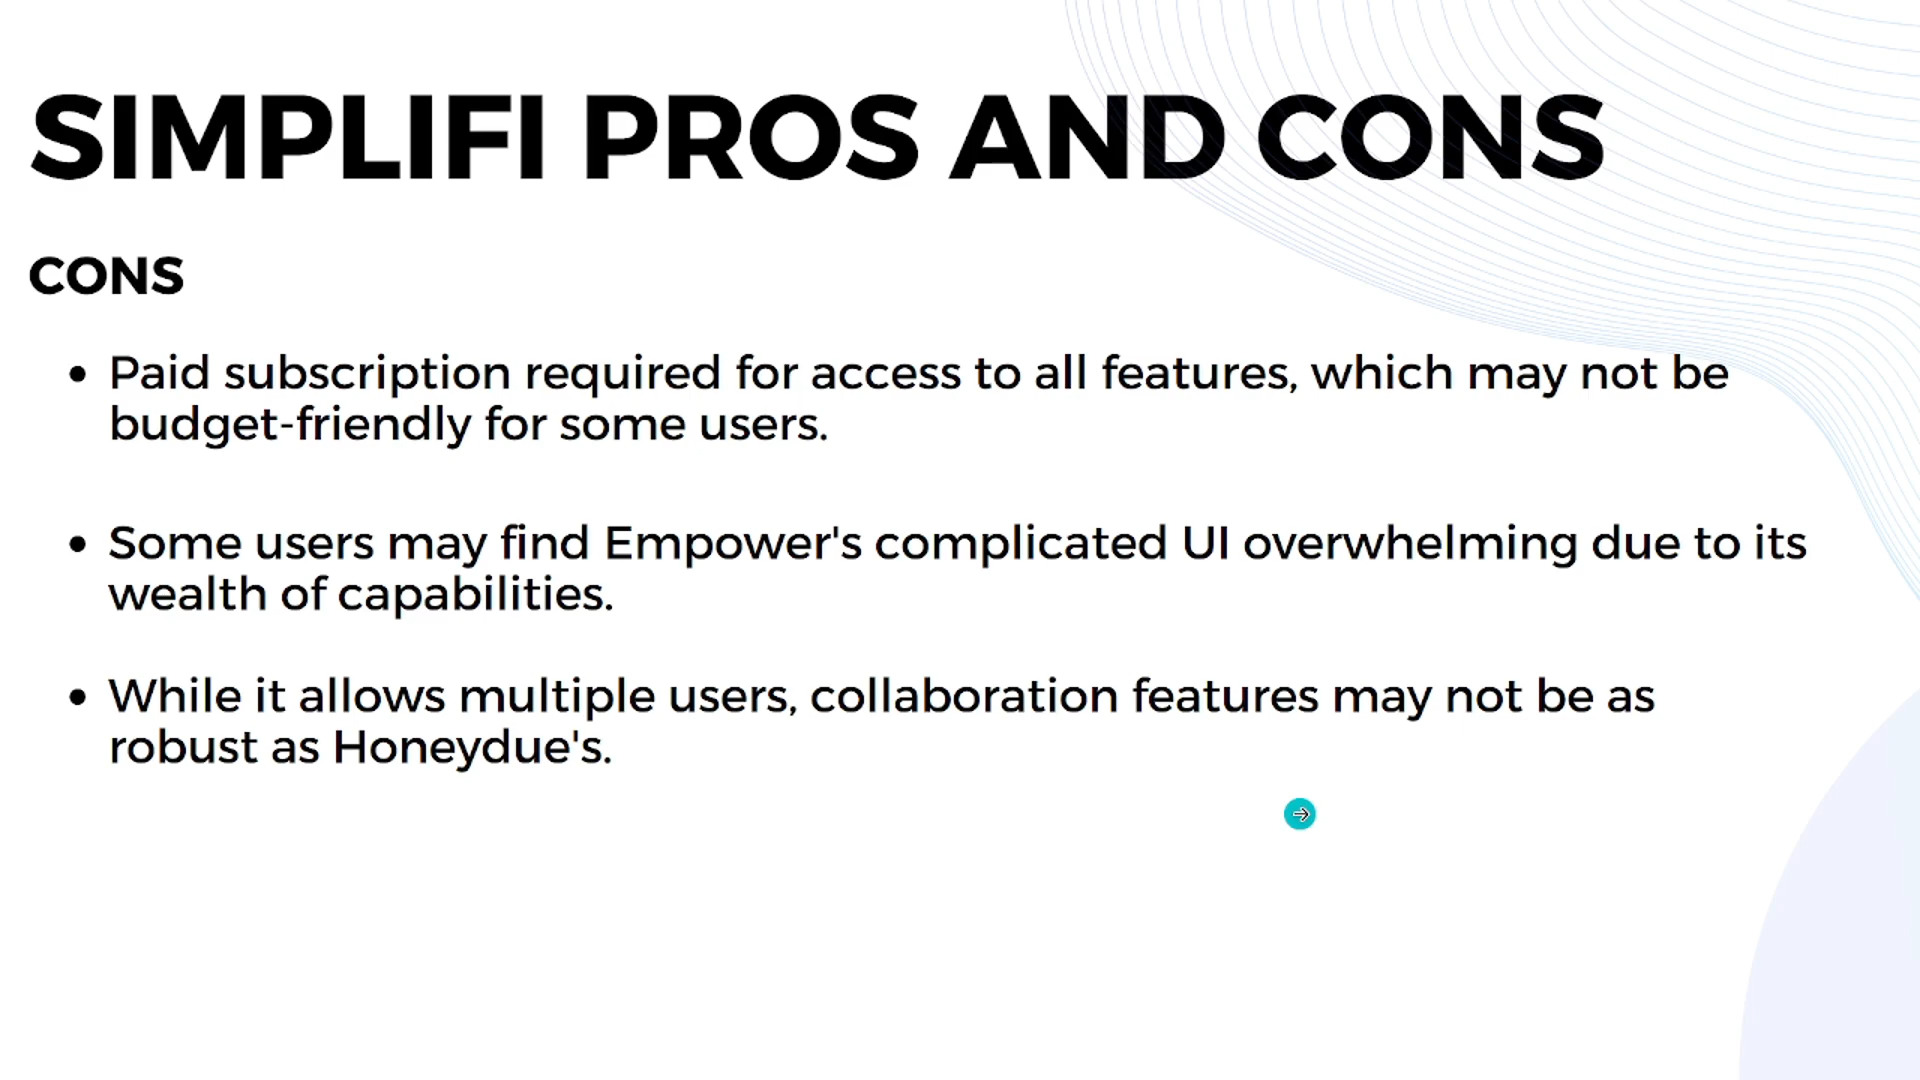 SIMPLIFI PROS AND CONS
CONS
• Paid subscription required for access to all features, which may not be
budget-friendly for some users.
• Some users may find Empower's complicated UI overwhelming due to its
wealth of capabilities.
• While it allows multiple users, collaboration features may not be as
robust as Honeydue's.